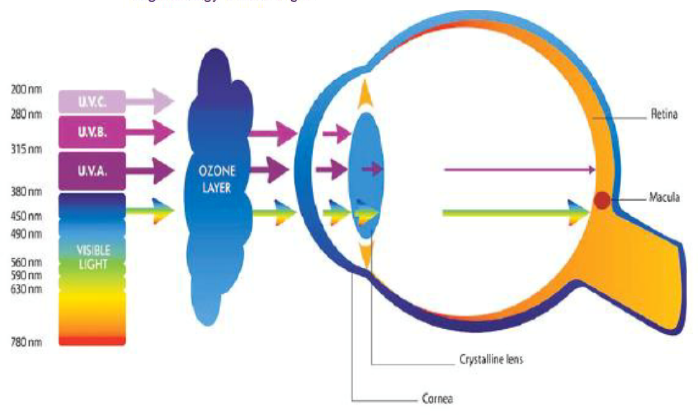 200 nm
U.V.C.
280 nm
U.V.B.
315 nm
U.V.A.
380 nm
450 nm
490 nm
VISIBLE
LIGHT
560 nm
590 nm
630 nm
780 nm
OZONE
LAYER
Retina
Macula
Crystalline lens
Cornea